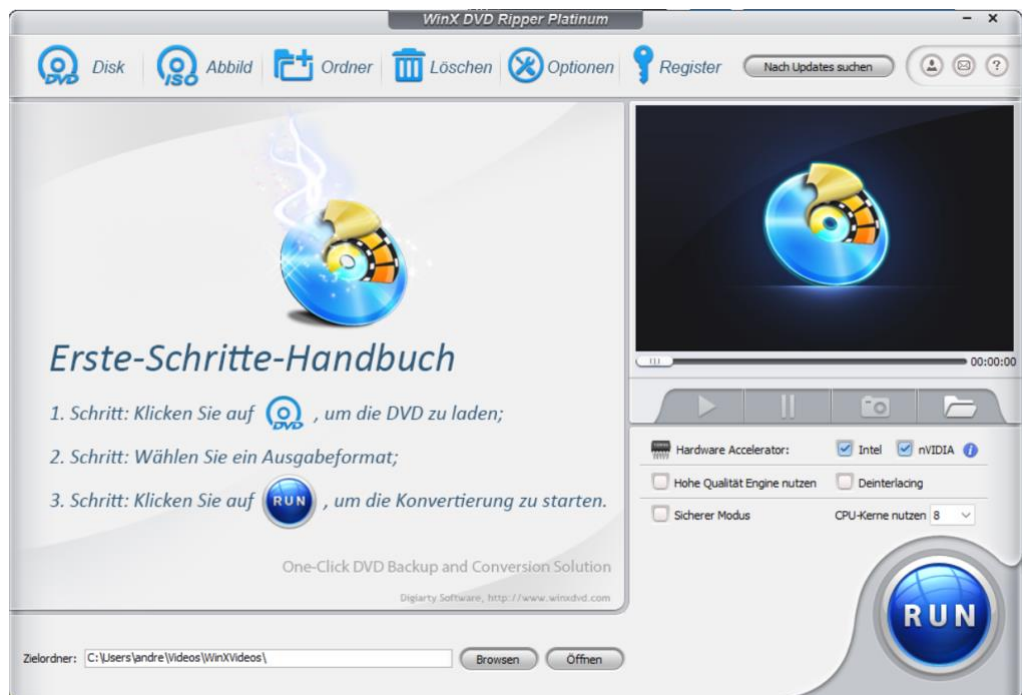 WinX DVD Ripper Platinum
DVD Disk ISO Abbild Ordner Löschen Optionen Register Nach Updates suchen ?
Erste-Schritte-Handbuch
1. Schritt: Klicken Sie auf DVD , um die DVD zu laden;
2. Schritt: Wählen Sie ein Ausgabeformat;
3. Schritt: Klicken Sie auf RUN , um die Konvertierung zu starten.
One-Click DVD Backup and Conversion Solution
Digiarty Software, http://www.winxdvd.com
00:00:00
Hardware Accelerator: Intel nVIDIA i
Hohe Qualität Engine nutzen Deinterlacing
Sicherer Modus CPU-Kerne nutzen 8
RUN
Zielordner: C:\Users\andre\Videos\WinXVideos\ Browsen Öffnen